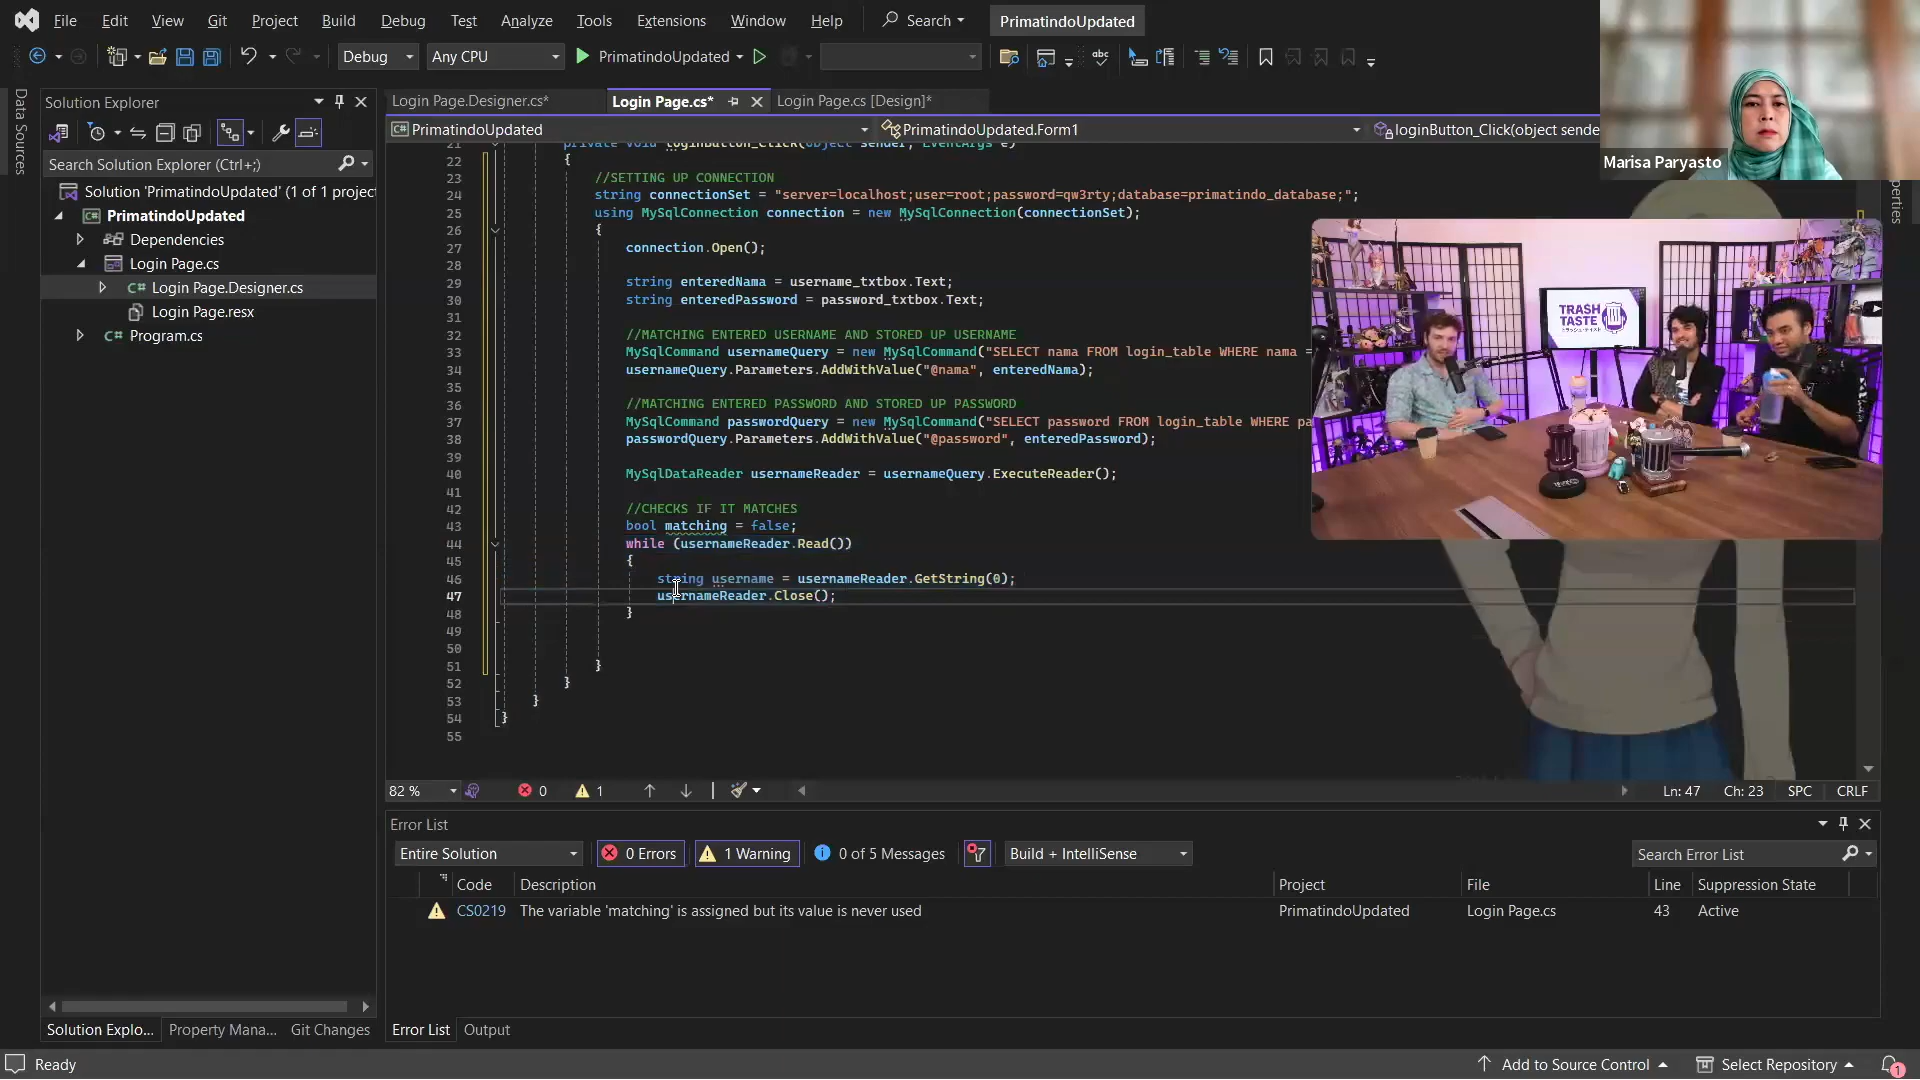 File Edit View Git Project Build Debug Test Analyze Tools Extensions Window Help Search PrimatindoUpdated
Debug Any CPU PrimatindoUpdated
Data Sources
Solution Explorer
Search Solution Explorer (Ctrl+;)
Solution 'PrimatindoUpdated' (1 of 1 project
PrimatindoUpdated
Dependencies
Login Page.cs
C# Login Page.Designer.cs
Login Page.resx
C# Program.cs
Login Page.Designer.cs* Login Page.cs* Login Page.cs [Design]*
PrimatindoUpdated PrimatindoUpdated.Form1 loginButton_Click(object sende
21 private void loginButton_Click(object sender, EventArgs e)
22 {
23 //SETTING UP CONNECTION
24 string connectionSet = "server=localhost;user=root;password=qw3rty;database=primatindo_database;";
25 using MySqlConnection connection = new MySqlConnection(connectionSet);
26 {
27 connection.Open();
28
29 string enteredNama = username_txtbox.Text;
30 string enteredPassword = password_txtbox.Text;
31
32 //MATCHING ENTERED USERNAME AND STORED UP USERNAME
33 MySqlCommand usernameQuery = new MySqlCommand("SELECT nama FROM login_table WHERE nama =
34 usernameQuery.Parameters.AddWithValue("@nama", enteredNama);
35
36 //MATCHING ENTERED PASSWORD AND STORED UP PASSWORD
37 MySqlCommand passwordQuery = new MySqlCommand("SELECT password FROM login_table WHERE pa
38 passwordQuery.Parameters.AddWithValue("@password", enteredPassword);
39
40 MySqlDataReader usernameReader = usernameQuery.ExecuteReader();
41
42 //CHECKS IF IT MATCHES
43 bool matching = false;
44 while (usernameReader.Read())
45 {
46 string username = usernameReader.GetString(0);
47 usernameReader.Close();
48 }
49
50
51 }
52 }
53 }
54 }
55
Marisa Paryasto
TRASH
TASTE
82 % 0 1 Ln: 47 Ch: 23 SPC CRLF
Error List
Entire Solution 0 Errors 1 Warning 0 of 5 Messages Build + IntelliSense Search Error List
Code Description Project File Line Suppression State
CS0219 The variable 'matching' is assigned but its value is never used PrimatindoUpdated Login Page.cs 43 Active
Solution Explo... Property Mana... Git Changes Error List Output
Ready Add to Source Control Select Repository 1